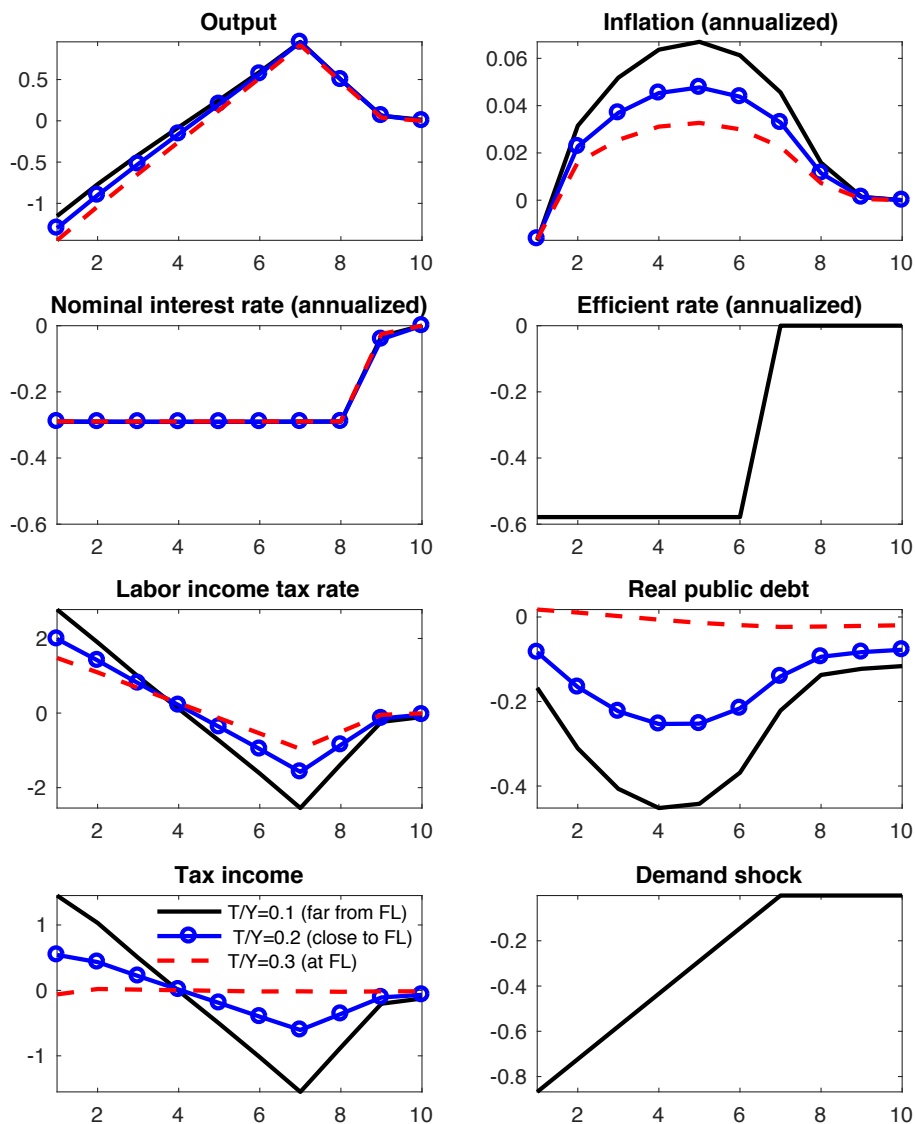 Output
0.5
0
-0.5
-1
2 4 6 8 10
Inflation (annualized)
0.06
0.04
0.02
0
2 4 6 8 10
Nominal interest rate (annualized)
0
-0.2
-0.4
-0.6
2 4 6 8 10
Efficient rate (annualized)
0
-0.2
-0.4
-0.6
2 4 6 8 10
Labor income tax rate
2
0
-2
2 4 6 8 10
Real public debt
0
-0.2
-0.4
2 4 6 8 10
Tax income
1
0
-1
T/Y=0.1 (far from FL)
T/Y=0.2 (close to FL)
T/Y=0.3 (at FL)
2 4 6 8 10
Demand shock
-0.2
-0.4
-0.6
-0.8
2 4 6 8 10